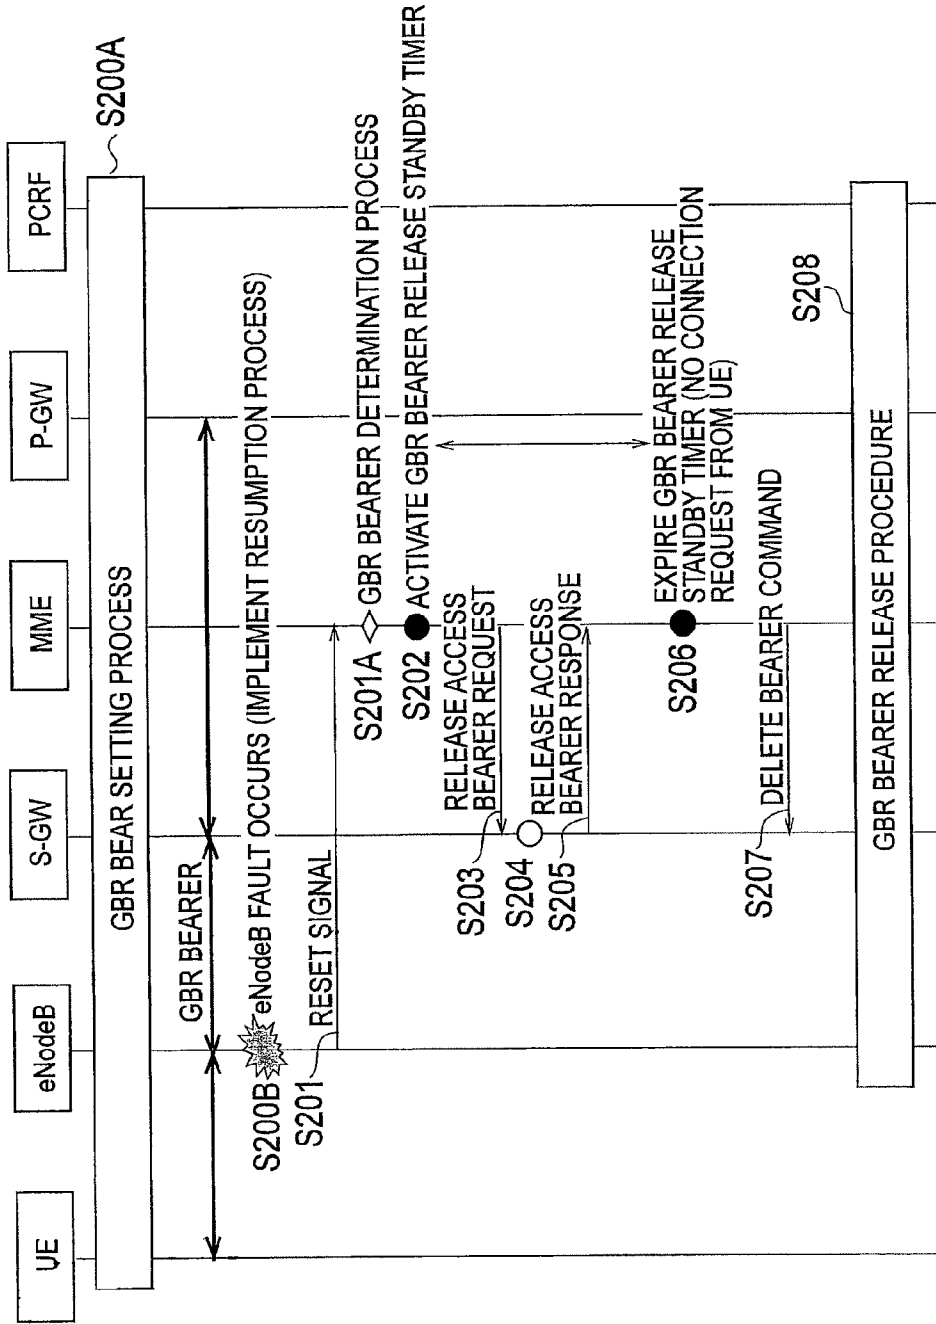 UE
eNodeB
S-GW
MME
P-GW
PCRF
GBR BEAR SETTING PROCESS
S200A
GBR BEARER
S200B
eNodeB FAULT OCCURS (IMPLEMENT RESUMPTION PROCESS)
S201
RESET SIGNAL
S201A
GBR BEARER DETERMINATION PROCESS
S202
ACTIVATE GBR BEARER RELEASE STANDBY TIMER
RELEASE ACCESS
BEARER REQUEST
S203
S204
RELEASE ACCESS
BEARER RESPONSE
S205
EXPIRE GBR BEARER RELEASE
STANDBY TIMER (NO CONNECTION
REQUEST FROM UE)
S206
DELETE BEARER COMMAND
S207
S208
GBR BEARER RELEASE PROCEDURE